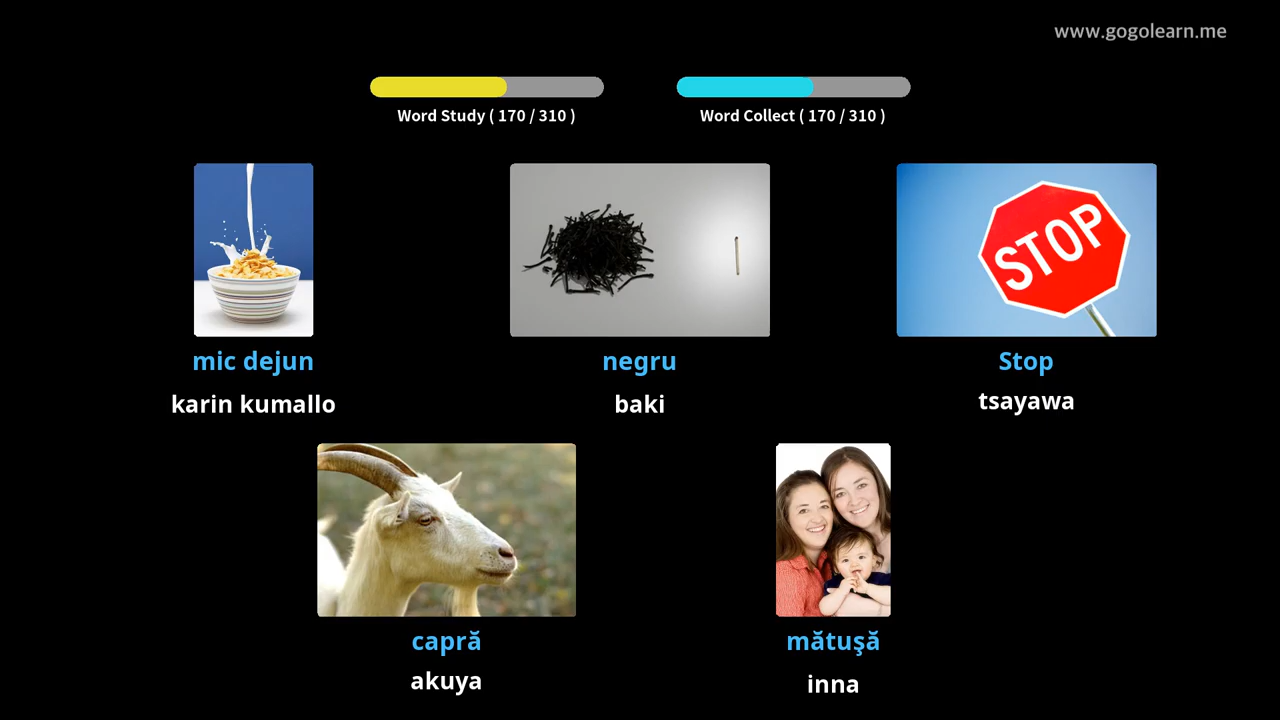 www.gogolearn.me
Word Study ( 170 / 310 )
Word Collect ( 170 / 310 )
STOP
mic dejun
negru
Stop
karin kumallo
baki
tsayawa
capră
mătuşă
akuya
inna